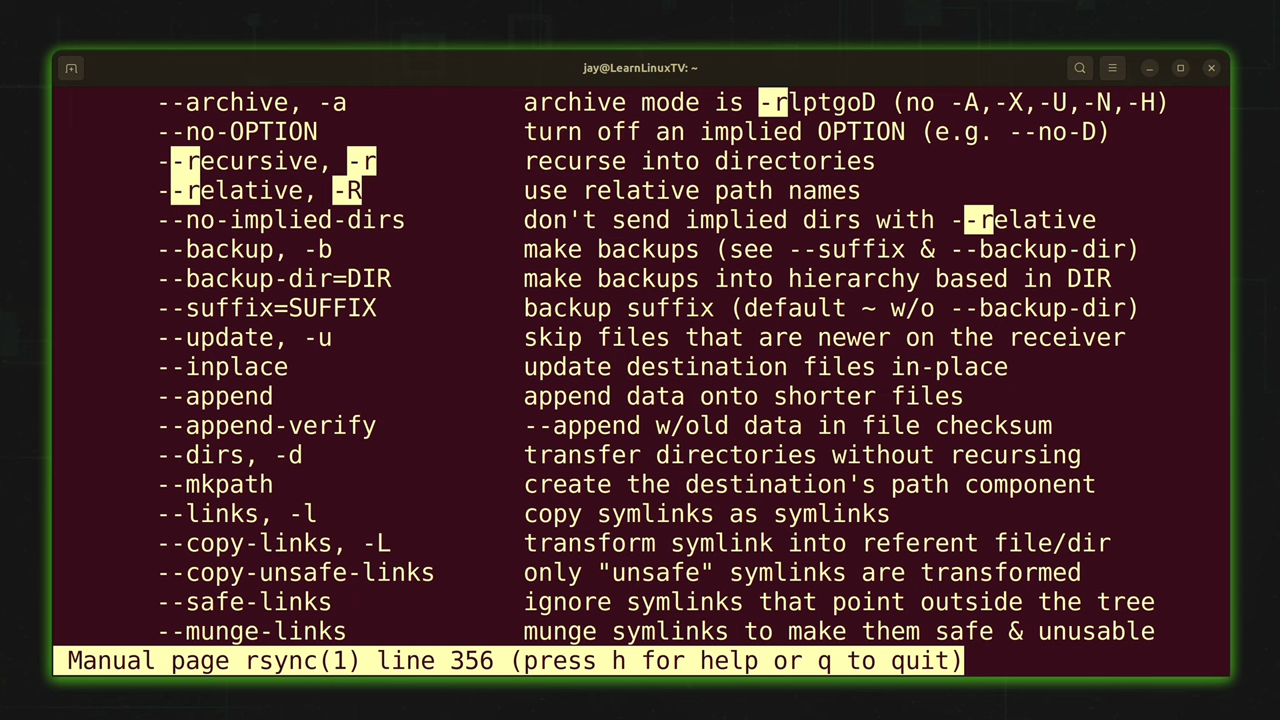 jay@LearnLinuxTV: ~
--archive, -a archive mode is -rlptgoD (no -A,-X,-U,-N,-H)
--no-OPTION turn off an implied OPTION (e.g. --no-D)
--recursive, -r recurse into directories
--relative, -R use relative path names
--no-implied-dirs don't send implied dirs with --relative
--backup, -b make backups (see --suffix & --backup-dir)
--backup-dir=DIR make backups into hierarchy based in DIR
--suffix=SUFFIX backup suffix (default ~ w/o --backup-dir)
--update, -u skip files that are newer on the receiver
--inplace update destination files in-place
--append append data onto shorter files
--append-verify --append w/old data in file checksum
--dirs, -d transfer directories without recursing
--mkpath create the destination's path component
--links, -l copy symlinks as symlinks
--copy-links, -L transform symlink into referent file/dir
--copy-unsafe-links only "unsafe" symlinks are transformed
--safe-links ignore symlinks that point outside the tree
--munge-links munge symlinks to make them safe & unusable
Manual page rsync(1) line 356 (press h for help or q to quit)